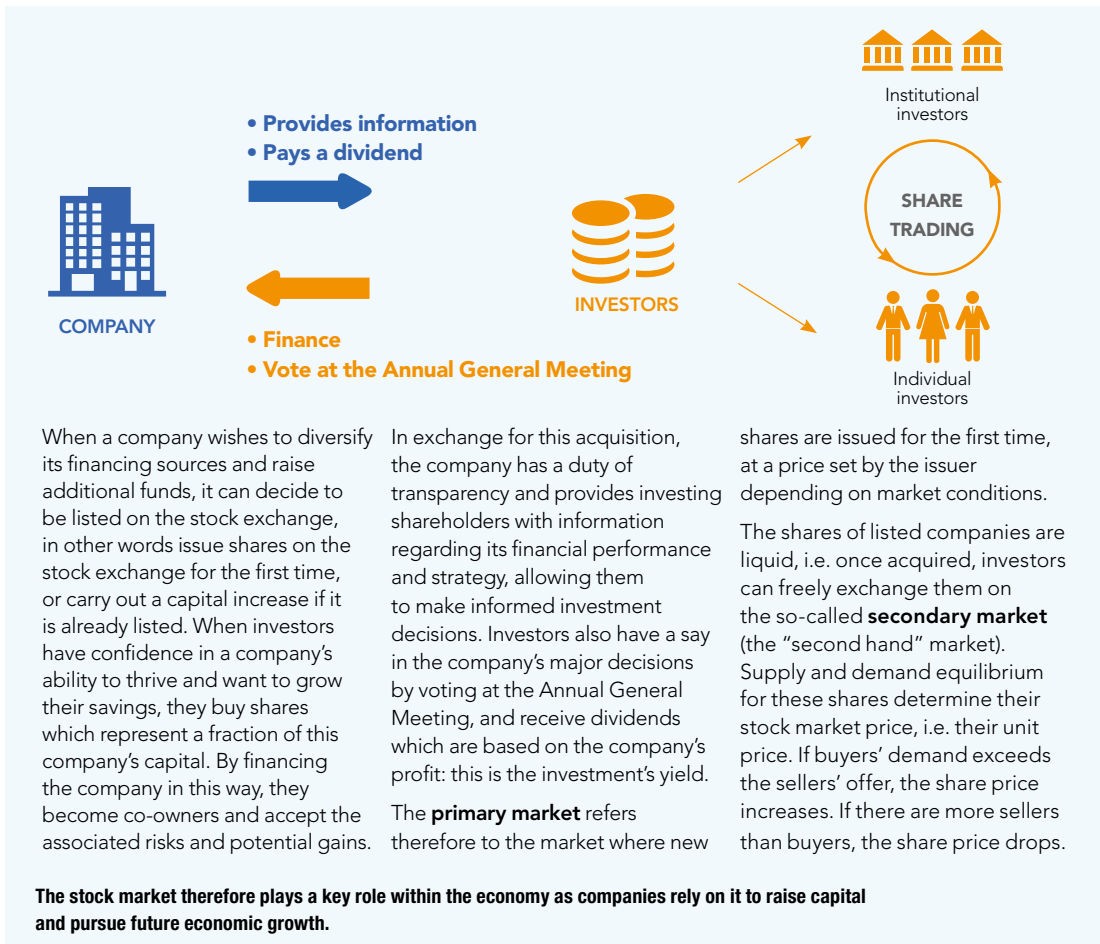 Institutional
investors
• Provides information
• Pays a dividend
SHARE
TRADING
COMPANY
INVESTORS
• Finance
• Vote at the Annual General Meeting
Individual
investors
When a company wishes to diversify
its financing sources and raise
additional funds, it can decide to
be listed on the stock exchange,
in other words issue shares on the
stock exchange for the first time,
or carry out a capital increase if it
is already listed. When investors
have confidence in a company's
ability to thrive and want to grow
their savings, they buy shares
which represent a fraction of this
company's capital. By financing
the company in this way, they
become co-owners and accept the
associated risks and potential gains.
In exchange for this acquisition,
the company has a duty of
transparency and provides investing
shareholders with information
regarding its financial performance
and strategy, allowing them
to make informed investment
decisions. Investors also have a say
in the company's major decisions
by voting at the Annual General
Meeting, and receive dividends
which are based on the company's
profit: this is the investment's yield.
The primary market refers
therefore to the market where new
shares are issued for the first time,
at a price set by the issuer
depending on market conditions.
The shares of listed companies are
liquid, i.e. once acquired, investors
can freely exchange them on
the so-called secondary market
(the "second hand" market).
Supply and demand equilibrium
for these shares determine their
stock market price, i.e. their unit
price. If buyers' demand exceeds
the sellers' offer, the share price
increases. If there are more sellers
than buyers, the share price drops.
The stock market therefore plays a key role within the economy as companies rely on it to raise capital
and pursue future economic growth.